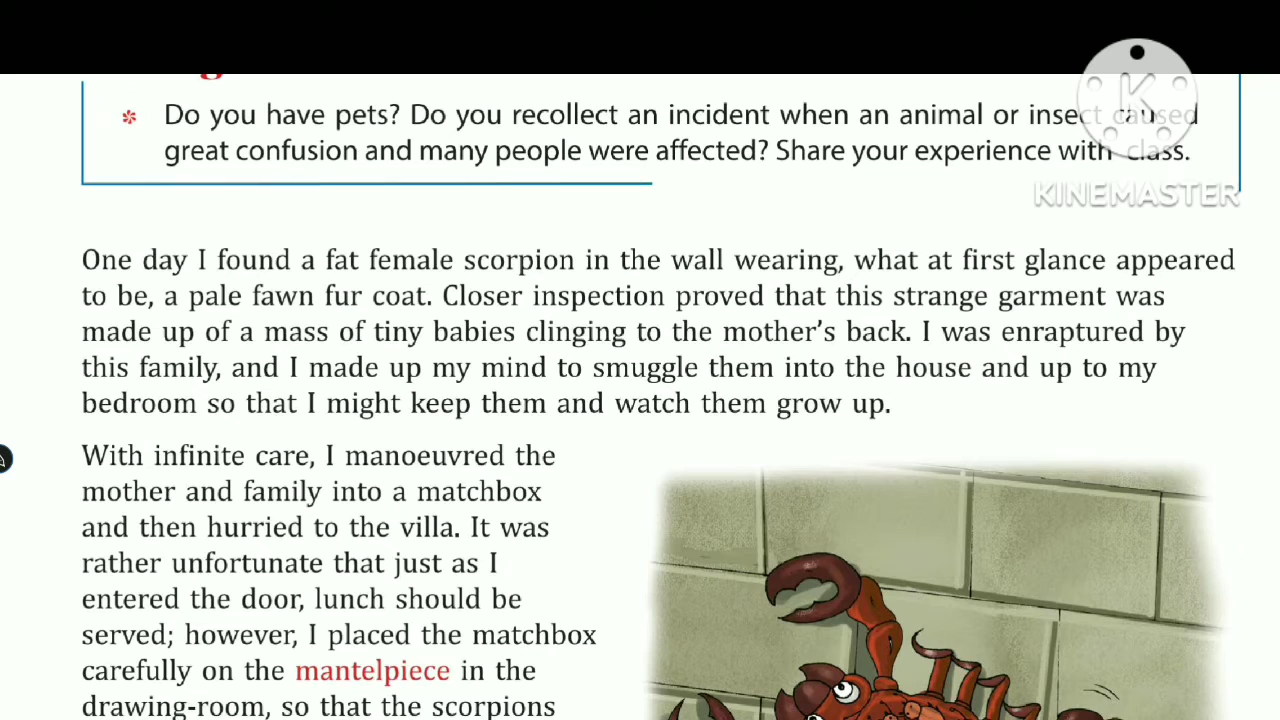 Do you have pets? Do you recollect an incident when an animal or insect caused
great confusion and many people were affected? Share your experience with class.
KINEMASTER
One day I found a fat female scorpion in the wall wearing, what at first glance appeared
to be, a pale fawn fur coat. Closer inspection proved that this strange garment was
made up of a mass of tiny babies clinging to the mother's back. I was enraptured by
this family, and I made up my mind to smuggle them into the house and up to my
bedroom so that I might keep them and watch them grow up.
With infinite care, I manoeuvred the
mother and family into a matchbox
and then hurried to the villa. It was
rather unfortunate that just as I
entered the door, lunch should be
served; however, I placed the matchbox
carefully on the mantelpiece in the
drawing-room, so that the scorpions